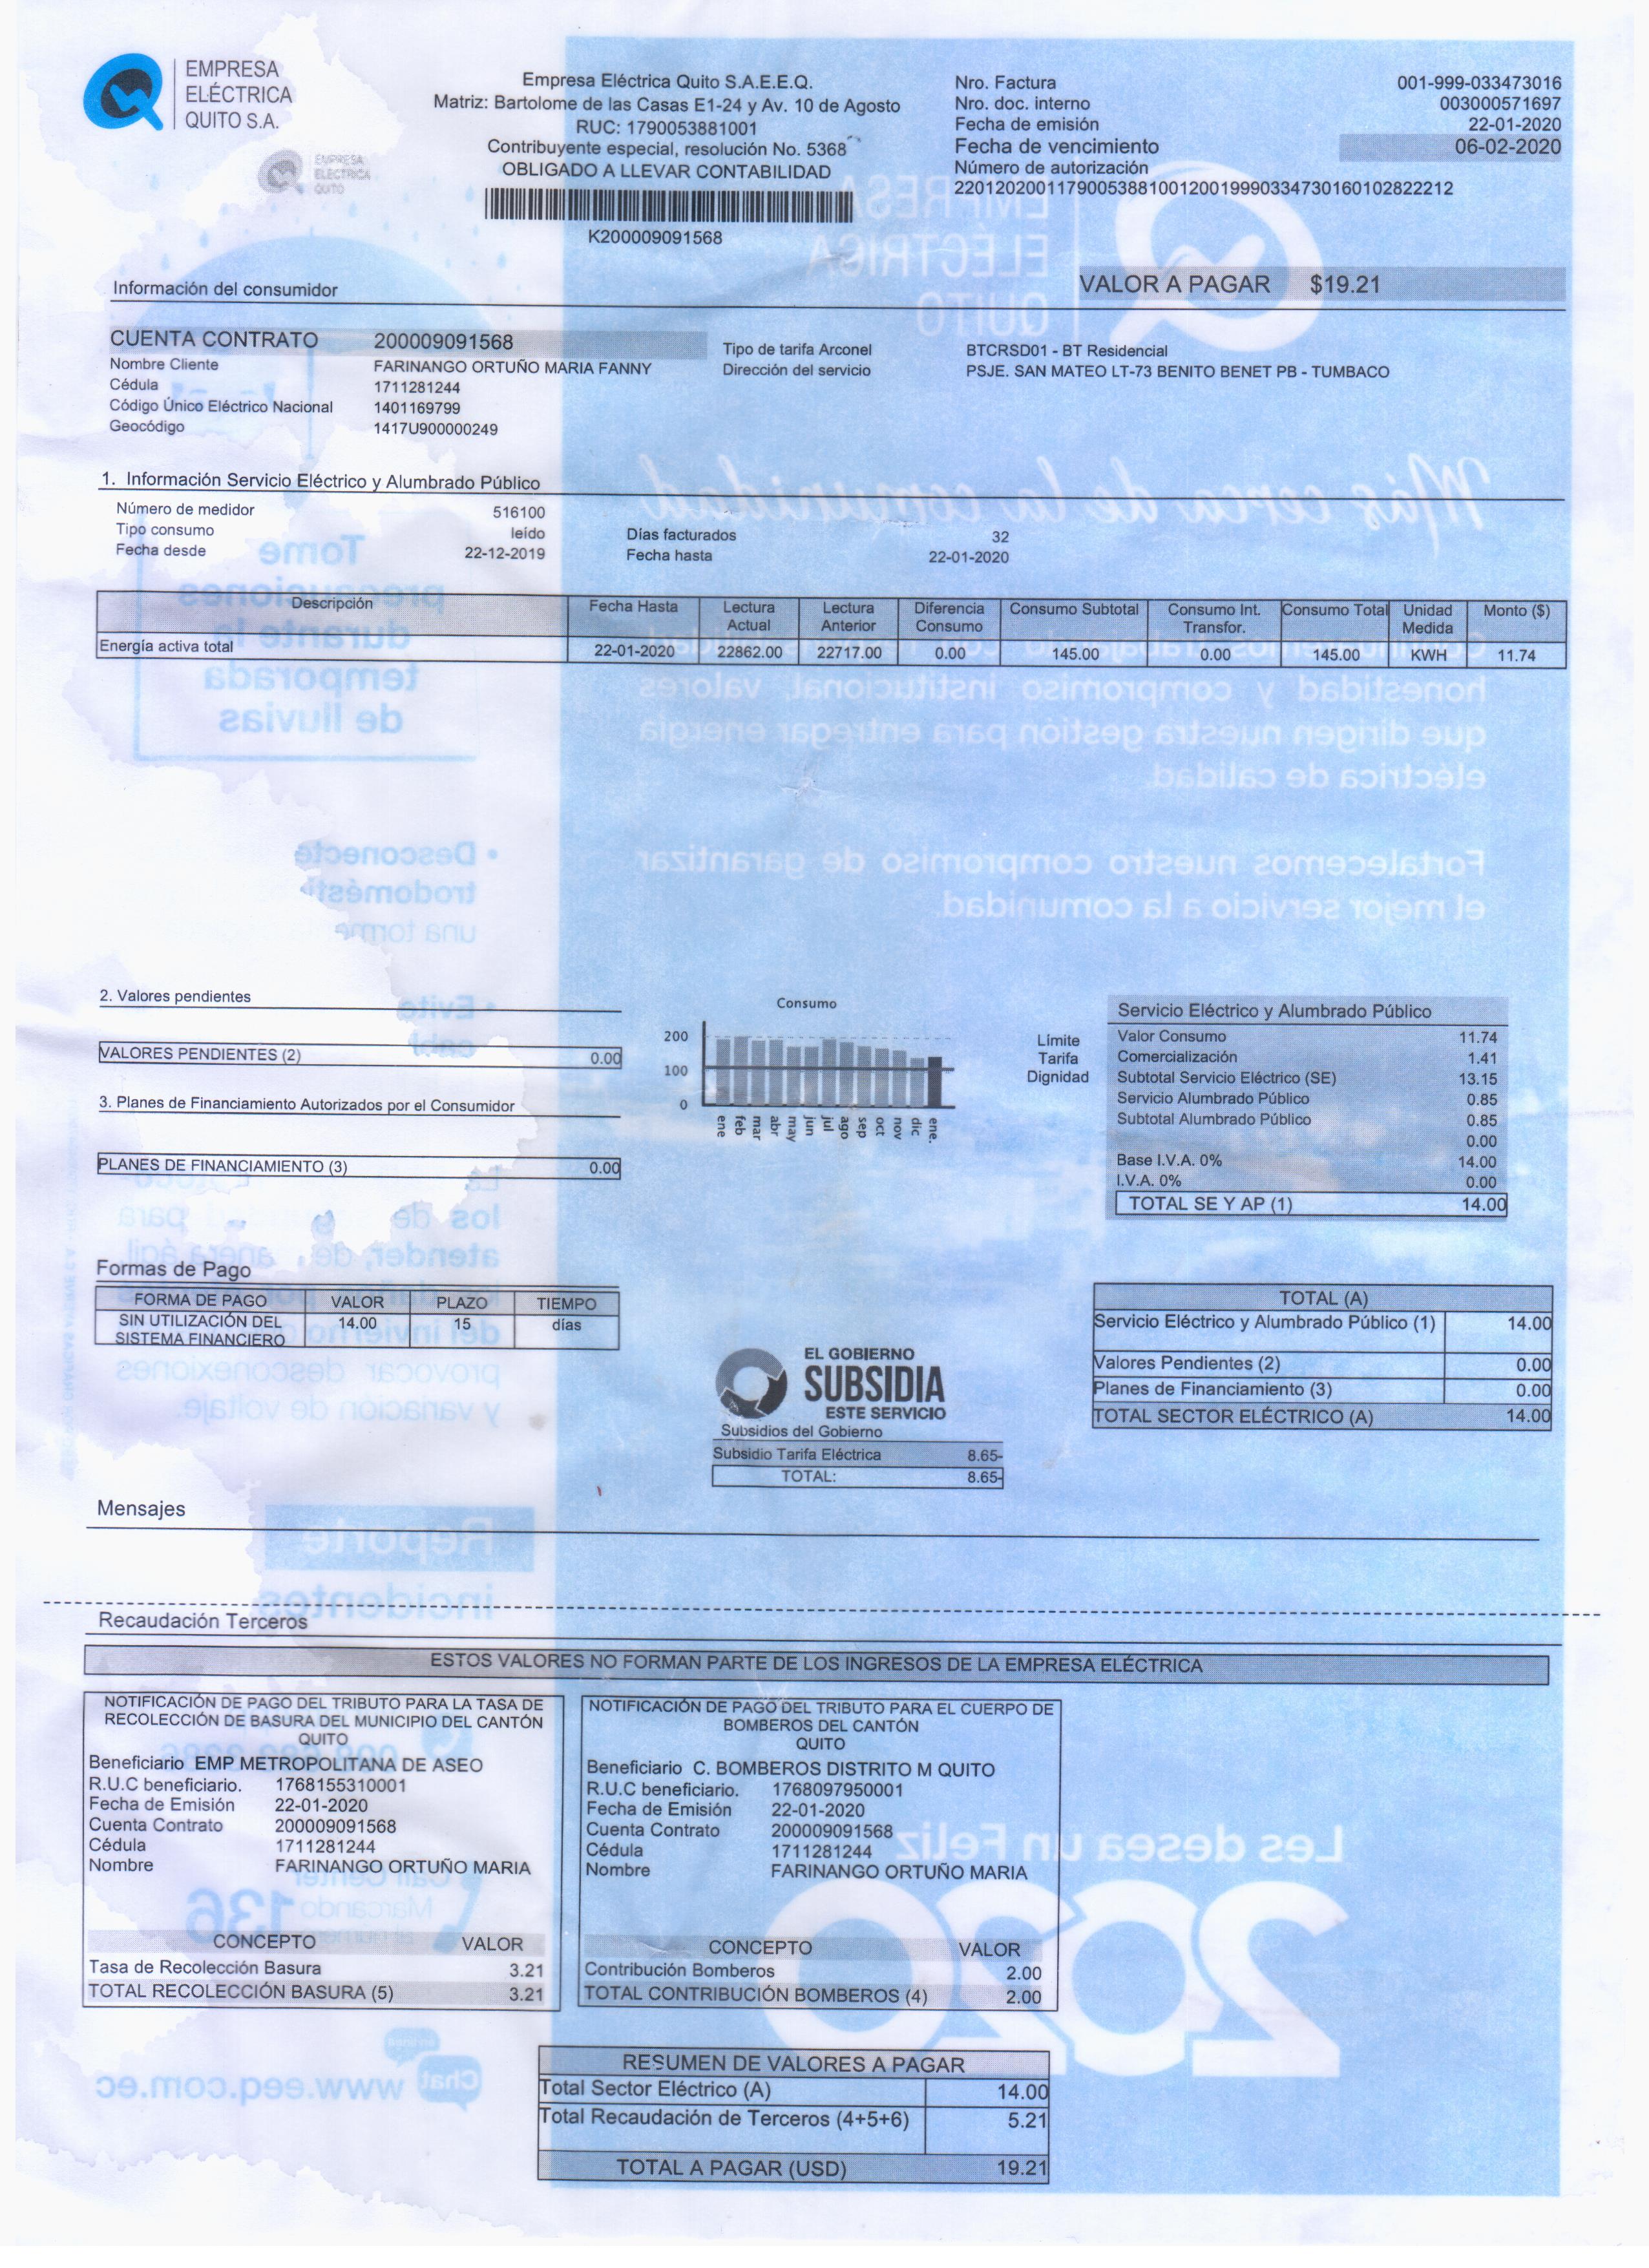 EMPRESA
ELÉCTRICA
QUITO S.A.
EMPRESA
ELÉCTRICA
QUITO
Empresa Eléctrica Quito S.A.E.E.Q.
Matriz: Bartolome de las Casas E1-24 y Av. 10 de Agosto
RUC: 1790053881001
Contribuyente especial, resolución No. 5368
OBLIGADO A LLEVAR CONTABILIDAD
K200009091568
Nro. Factura 001-999-033473016
Nro. doc. interno 003000571697
Fecha de emisión 22-01-2020
Fecha de vencimiento 06-02-2020
Número de autorización
2201202001179005388100120019990334730160102822212
VALOR A PAGAR $19.21
Información del consumidor
CUENTA CONTRATO 200009091568
Nombre Cliente FARINANGO ORTUÑO MARIA FANNY
Cédula 1711281244
Código Único Eléctrico Nacional 1401169799
Geocódigo 1417U900000249
Tipo de tarifa Arconel BTCRSD01 - BT Residencial
Dirección del servicio PSJE. SAN MATEO LT-73 BENITO BENET PB - TUMBACO
1. Información Servicio Eléctrico y Alumbrado Público
Número de medidor 516100
Tipo consumo leído Días facturados 32
Fecha desde 22-12-2019 Fecha hasta 22-01-2020
Descripción Fecha Hasta Lectura Actual Lectura Anterior Diferencia Consumo Consumo Subtotal Consumo Int. Transfor. Consumo Total Unidad Medida Monto ($)
Energía activa total 22-01-2020 22862.00 22717.00 0.00 145.00 0.00 145.00 KWH 11.74
2. Valores pendientes
VALORES PENDIENTES (2) 0.00
3. Planes de Financiamiento Autorizados por el Consumidor
PLANES DE FINANCIAMIENTO (3) 0.00
Consumo
200
100
0
ene feb mar abr may jun jul ago sep oct nov dic ene.
Límite
Tarifa
Dignidad
Servicio Eléctrico y Alumbrado Público
Valor Consumo 11.74
Comercialización 1.41
Subtotal Servicio Eléctrico (SE) 13.15
Servicio Alumbrado Público 0.85
Subtotal Alumbrado Público 0.85
0.00
Base I.V.A. 0% 14.00
I.V.A. 0% 0.00
TOTAL SE Y AP (1) 14.00
Formas de Pago
FORMA DE PAGO VALOR PLAZO TIEMPO
SIN UTILIZACIÓN DEL 14.00 15 días
SISTEMA FINANCIERO
EL GOBIERNO
SUBSIDIA
ESTE SERVICIO
Subsidios del Gobierno
Subsidio Tarifa Eléctrica 8.65-
TOTAL: 8.65-
TOTAL (A)
Servicio Eléctrico y Alumbrado Público (1) 14.00
Valores Pendientes (2) 0.00
Planes de Financiamiento (3) 0.00
TOTAL SECTOR ELÉCTRICO (A) 14.00
Mensajes
Recaudación Terceros
ESTOS VALORES NO FORMAN PARTE DE LOS INGRESOS DE LA EMPRESA ELÉCTRICA
NOTIFICACIÓN DE PAGO DEL TRIBUTO PARA LA TASA DE
RECOLECCIÓN DE BASURA DEL MUNICIPIO DEL CANTÓN
QUITO
Beneficiario EMP METROPOLITANA DE ASEO
R.U.C beneficiario. 1768155310001
Fecha de Emisión 22-01-2020
Cuenta Contrato 200009091568
Cédula 1711281244
Nombre FARINANGO ORTUÑO MARIA
CONCEPTO VALOR
Tasa de Recolección Basura 3.21
TOTAL RECOLECCIÓN BASURA (5) 3.21
NOTIFICACIÓN DE PAGO DEL TRIBUTO PARA EL CUERPO DE
BOMBEROS DEL CANTÓN
QUITO
Beneficiario C. BOMBEROS DISTRITO M QUITO
R.U.C beneficiario. 1768097950001
Fecha de Emisión 22-01-2020
Cuenta Contrato 200009091568
Cédula 1711281244
Nombre FARINANGO ORTUÑO MARIA
CONCEPTO VALOR
Contribución Bomberos 2.00
TOTAL CONTRIBUCIÓN BOMBEROS (4) 2.00
RESUMEN DE VALORES A PAGAR
Total Sector Eléctrico (A) 14.00
Total Recaudación de Terceros (4+5+6) 5.21
TOTAL A PAGAR (USD) 19.21